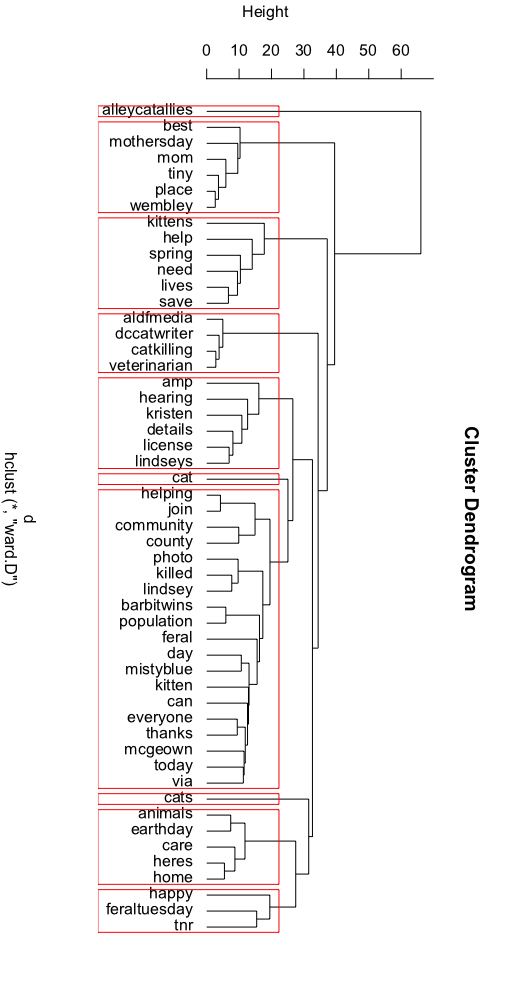 Height
0 10 20 30 40 50 60
alleycatallies
best
mothersday
mom
tiny
place
wembley
kittens
help
spring
need
lives
save
aldfmedia
dccatwriter
catkilling
veterinarian
amp
hearing
kristen
details
license
lindseys
cat
helping
join
community
county
photo
killed
lindsey
barbitwins
population
feral
day
mistyblue
kitten
can
everyone
thanks
mcgeown
today
via
cats
animals
earthday
care
heres
home
happy
feraltuesday
tnr
Cluster Dendrogram
d
hclust (*, "ward.D")